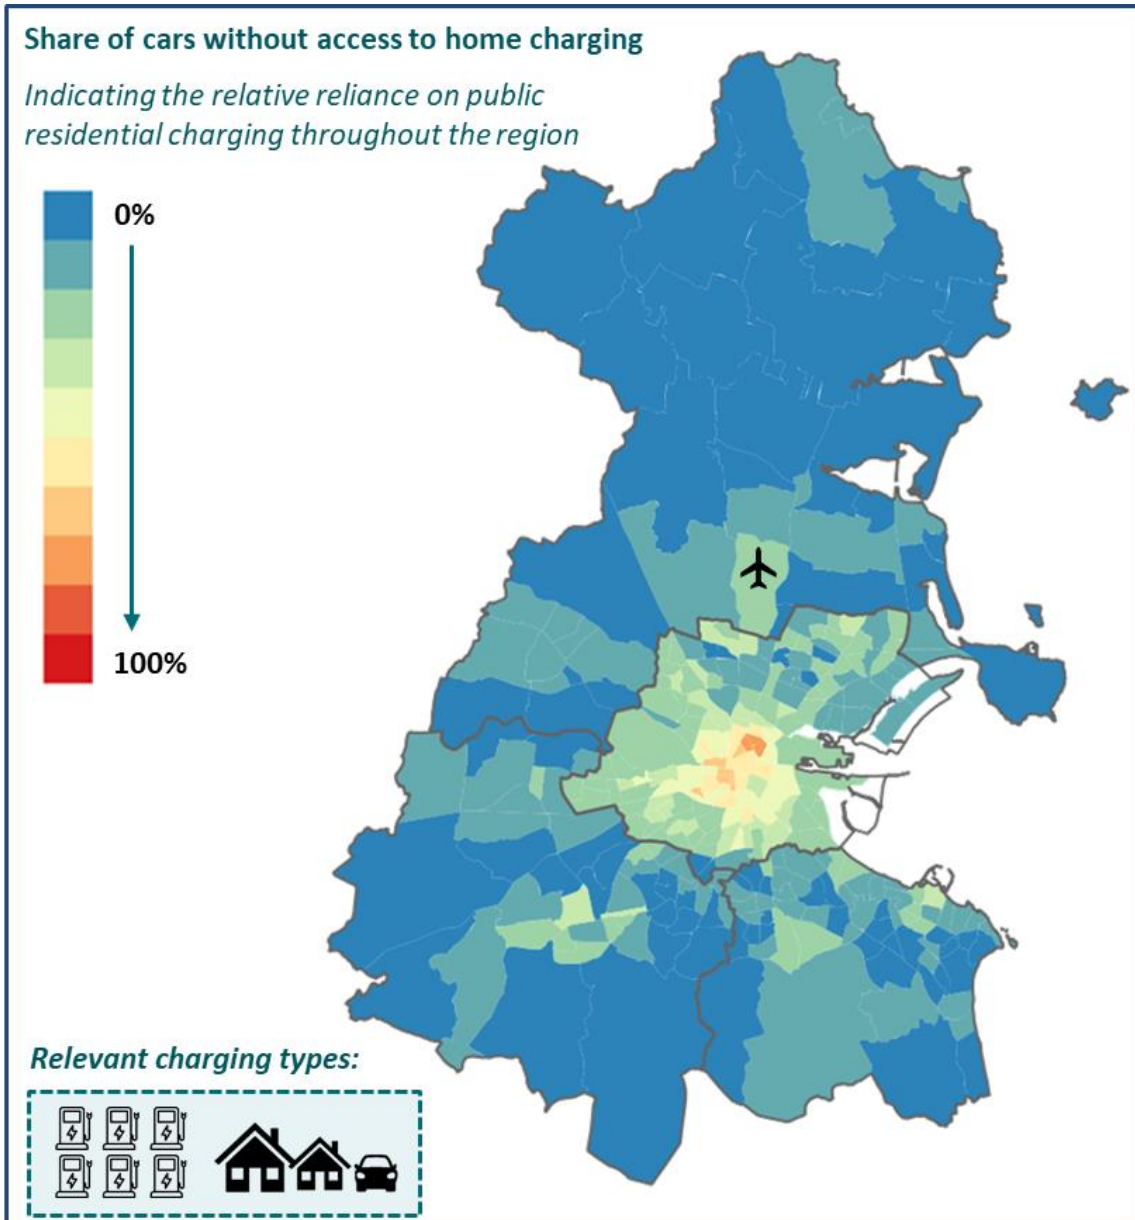 Share of cars without access to home charging
Indicating the relative reliance on public
residential charging throughout the region
0%
100%
Relevant charging types: